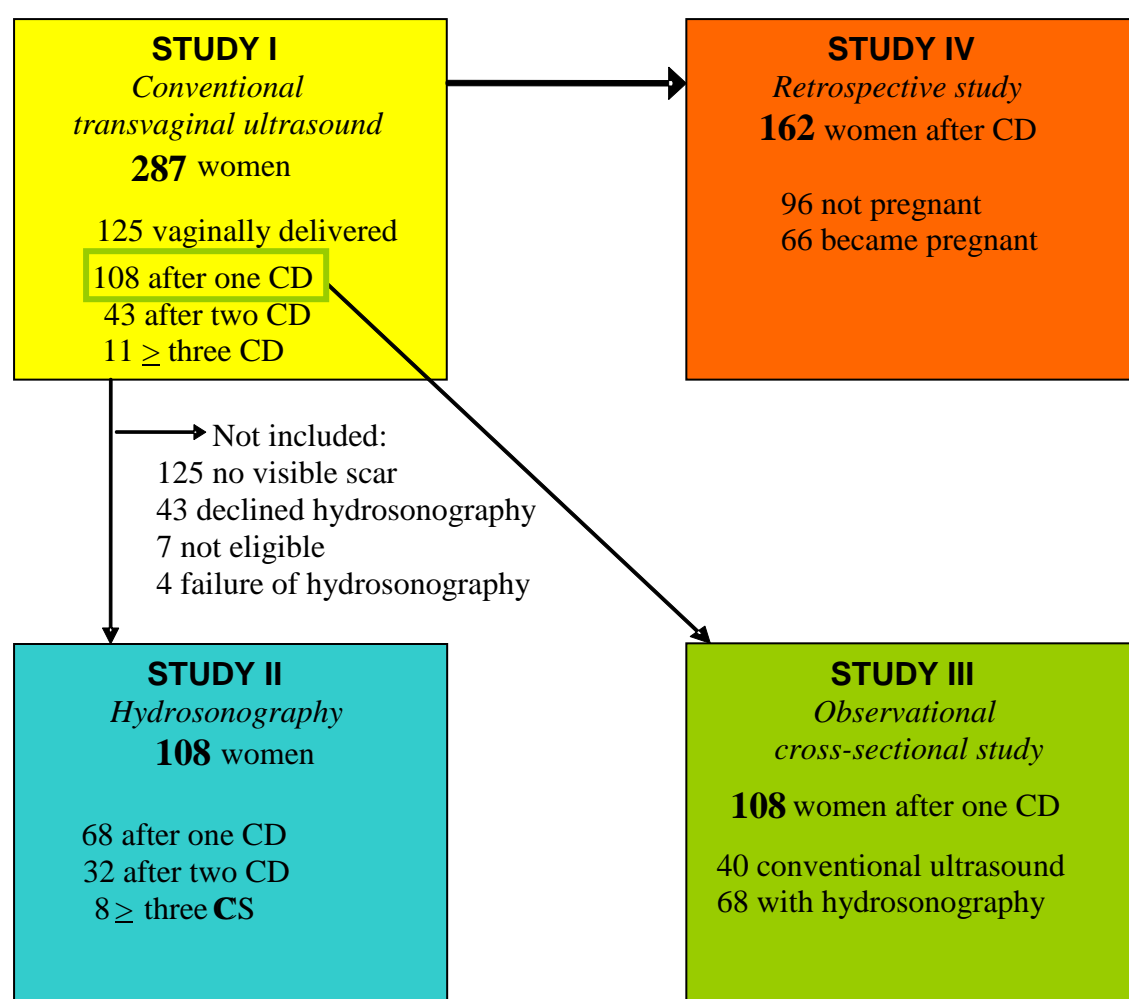 STUDY I
Conventional
transvaginal ultrasound
287 women
125 vaginally delivered
108 after one CD
43 after two CD
11 ≥ three CD
STUDY IV
Retrospective study
162 women after CD
96 not pregnant
66 became pregnant
Not included:
125 no visible scar
43 declined hydrosonography
7 not eligible
4 failure of hydrosonography
STUDY II
Hydrosonography
108 women
68 after one CD
32 after two CD
8 ≥ three CS
STUDY III
Observational
cross-sectional study
108 women after one CD
40 conventional ultrasound
68 with hydrosonography